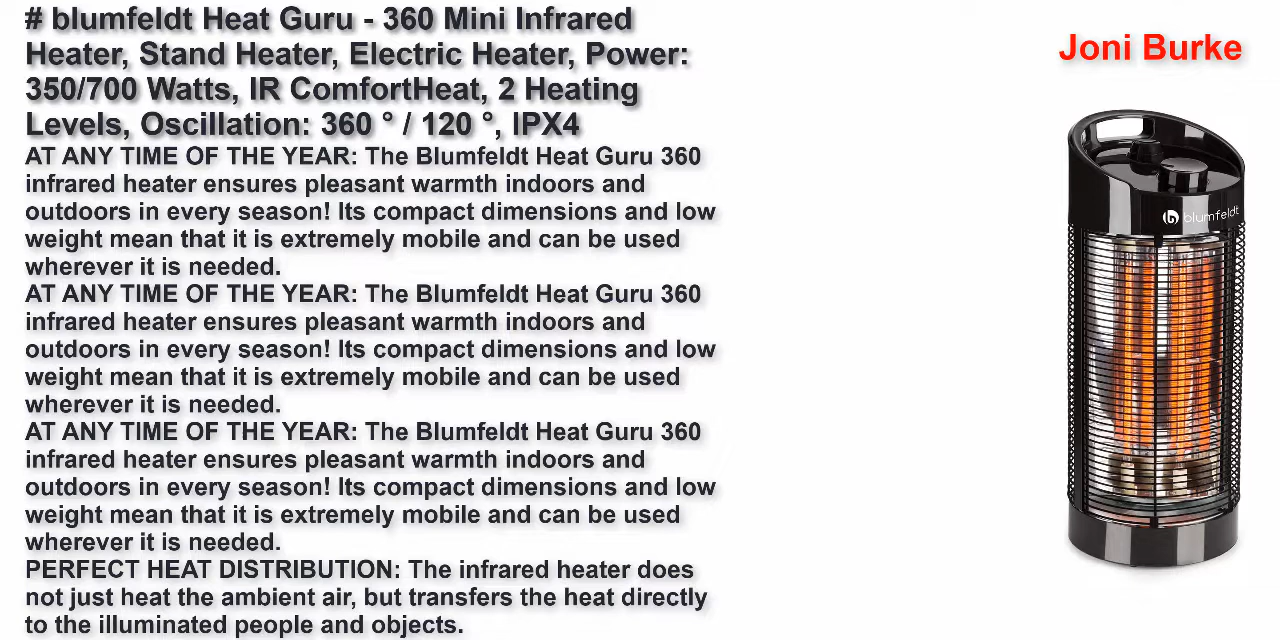 # blumfeldt Heat Guru - 360 Mini Infrared
Heater, Stand Heater, Electric Heater, Power:
350/700 Watts, IR ComfortHeat, 2 Heating
Levels, Oscillation: 360 ° / 120 °, IPX4
AT ANY TIME OF THE YEAR: The Blumfeldt Heat Guru 360
infrared heater ensures pleasant warmth indoors and
outdoors in every season! Its compact dimensions and low
weight mean that it is extremely mobile and can be used
wherever it is needed.
AT ANY TIME OF THE YEAR: The Blumfeldt Heat Guru 360
infrared heater ensures pleasant warmth indoors and
outdoors in every season! Its compact dimensions and low
weight mean that it is extremely mobile and can be used
wherever it is needed.
AT ANY TIME OF THE YEAR: The Blumfeldt Heat Guru 360
infrared heater ensures pleasant warmth indoors and
outdoors in every season! Its compact dimensions and low
weight mean that it is extremely mobile and can be used
wherever it is needed.
PERFECT HEAT DISTRIBUTION: The infrared heater does
not just heat the ambient air, but transfers the heat directly
to the illuminated people and objects.
Joni Burke
blumfeldt